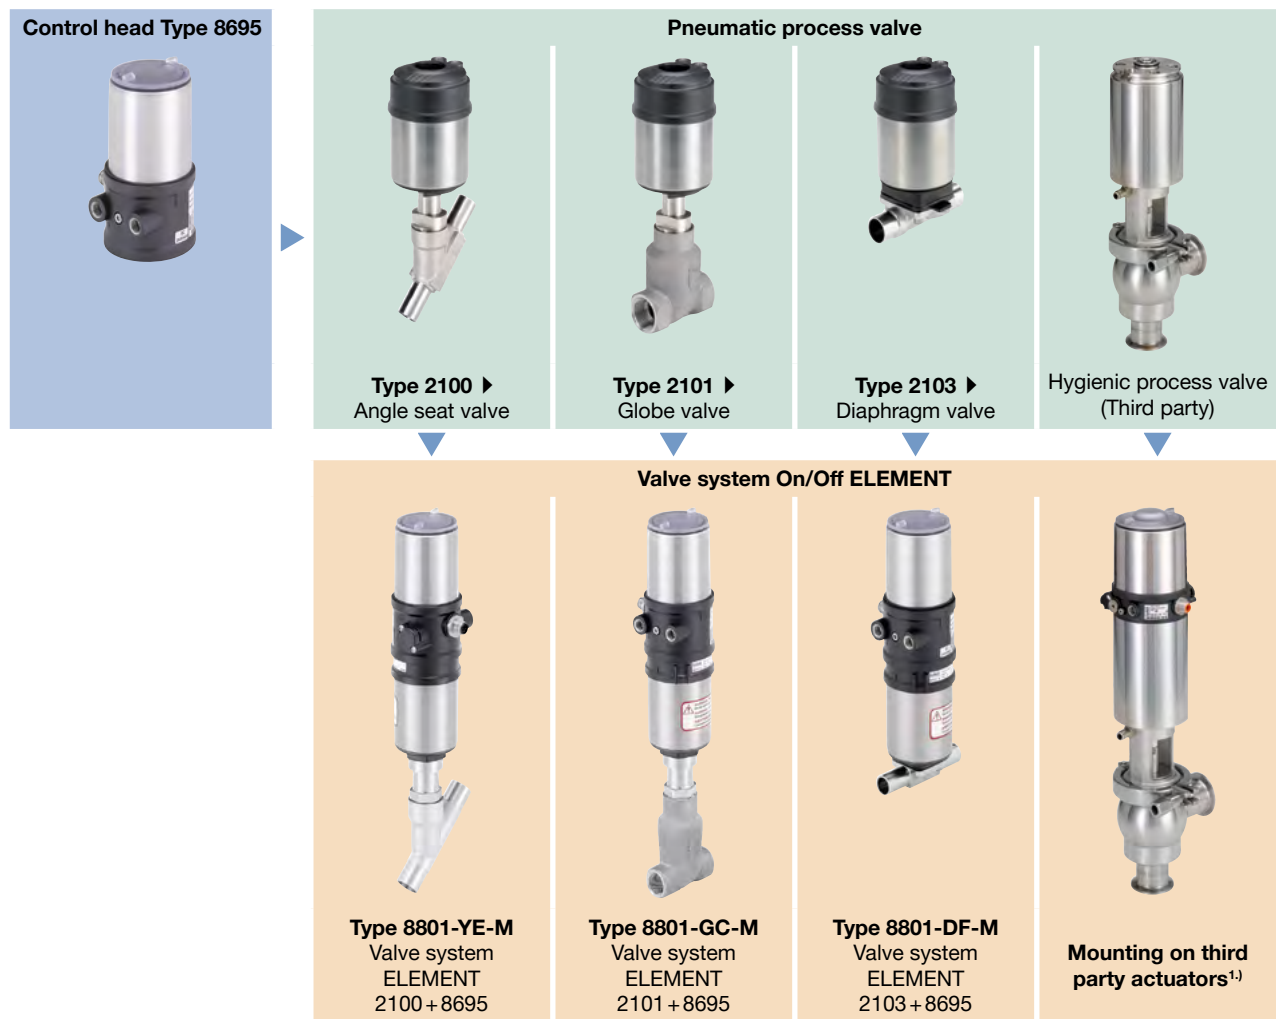 Control head Type 8695
Pneumatic process valve
Type 2100 ▶
Angle seat valve
Type 2101 ▶
Globe valve
Type 2103 ▶
Diaphragm valve
Hygienic process valve
(Third party)
Valve system On/Off ELEMENT
Type 8801-YE-M
Valve system
ELEMENT
2100 + 8695
Type 8801-GC-M
Valve system
ELEMENT
2101 + 8695
Type 8801-DF-M
Valve system
ELEMENT
2103 + 8695
Mounting on third
party actuators¹·⁾